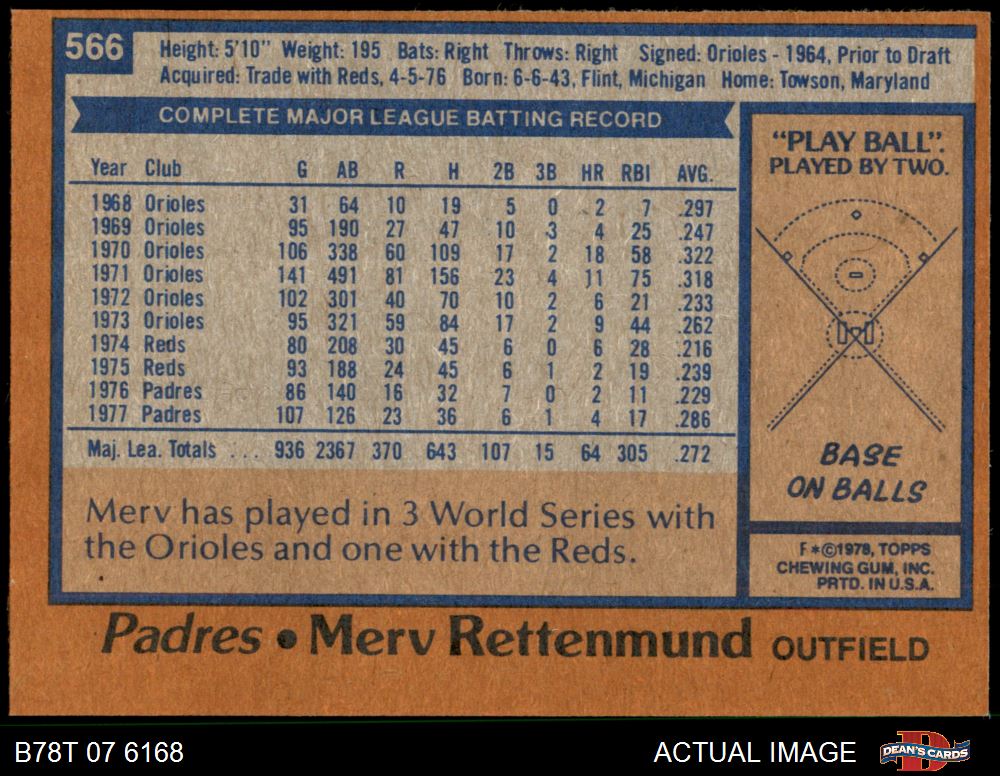 566
Height: 5'10" Weight: 195 Bats: Right Throws: Right Signed: Orioles - 1964, Prior to Draft
Acquired: Trade with Reds, 4-5-76 Born: 6-6-43, Flint, Michigan Home: Towson, Maryland
COMPLETE MAJOR LEAGUE BATTING RECORD
Year Club G AB R H 2B 3B HR RBI AVG.
1968 Orioles 31 64 10 19 5 0 2 7 .297
1969 Orioles 95 190 27 47 10 3 4 25 .247
1970 Orioles 106 338 60 109 17 2 18 58 .322
1971 Orioles 141 491 81 156 23 4 11 75 .318
1972 Orioles 102 301 40 70 10 2 6 21 .233
1973 Orioles 95 321 59 84 17 2 9 44 .262
1974 Reds 80 208 30 45 6 0 6 28 .216
1975 Reds 93 188 24 45 6 1 2 19 .239
1976 Padres 86 140 16 32 7 0 2 11 .229
1977 Padres 107 126 23 36 6 1 4 17 .286
Maj. Lea. Totals . . . 936 2367 370 643 107 15 64 305 .272
Merv has played in 3 World Series with
the Orioles and one with the Reds.
"PLAY BALL".
PLAYED BY TWO.
BASE
ON BALLS
F*©1978, TOPPS
CHEWING GUM, INC.
PRTD. IN U.S.A.
Padres • Merv Rettenmund OUTFIELD
B78T 07 6168 ACTUAL IMAGE
DEAN'S CARDS